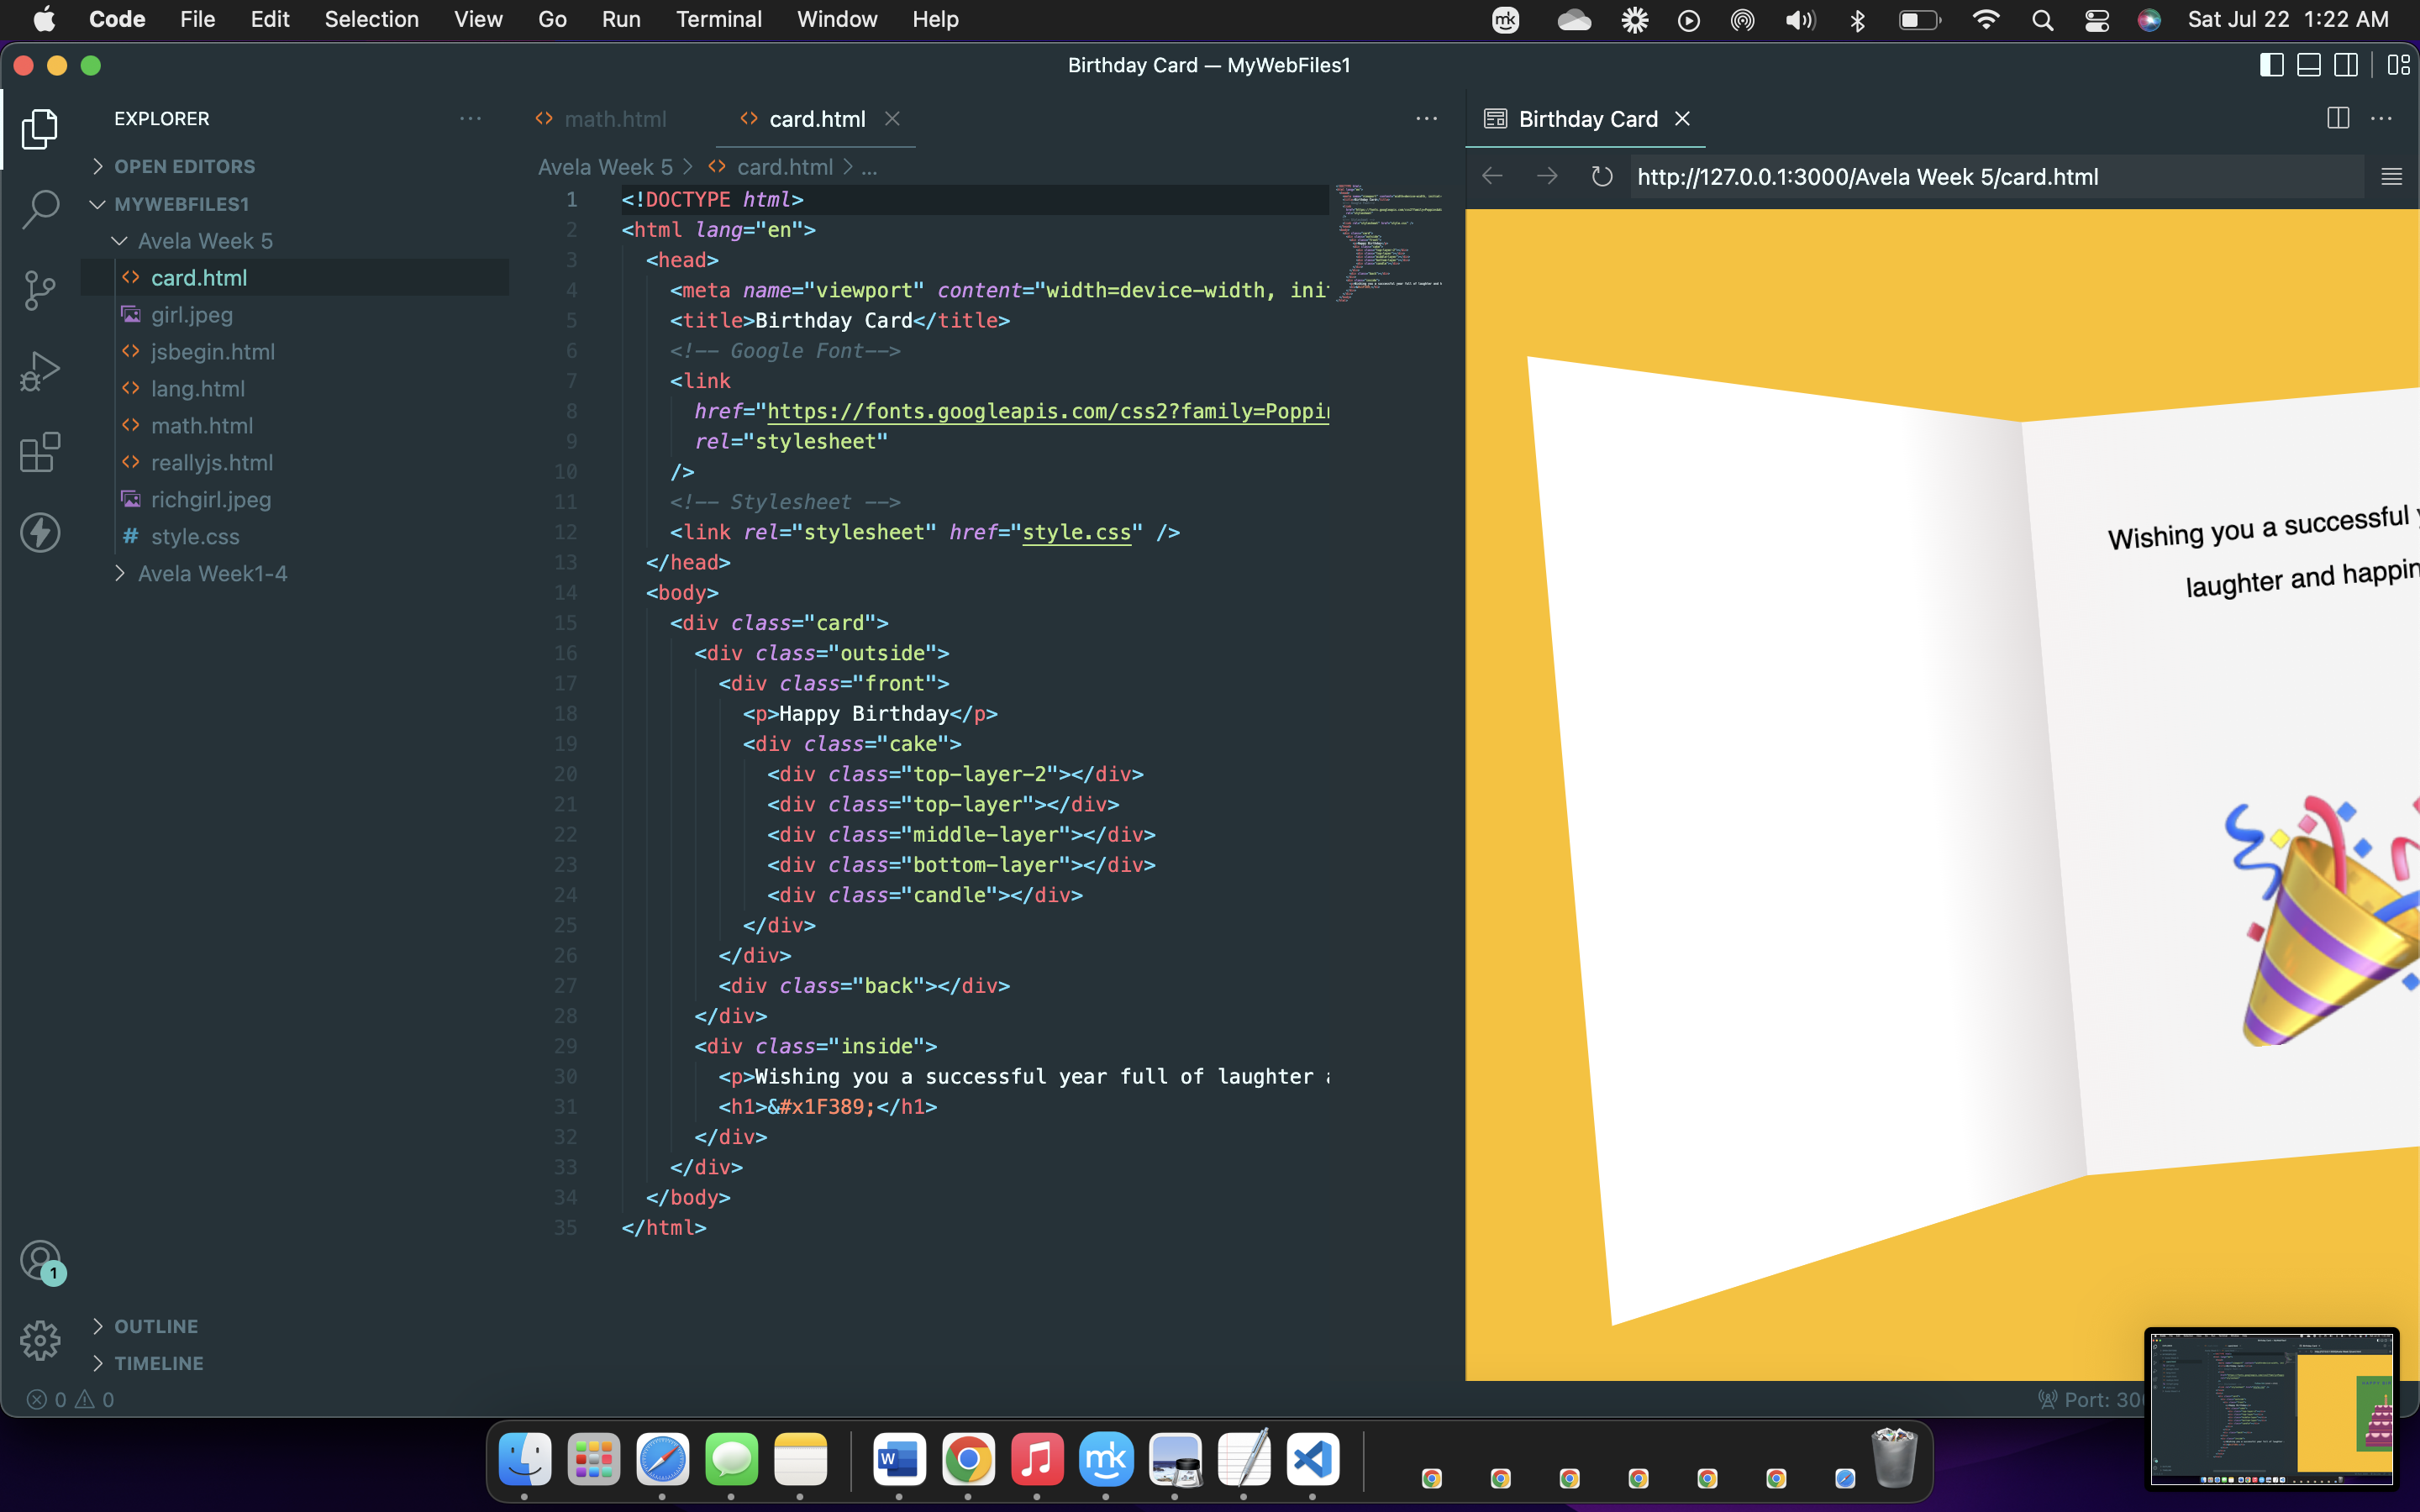 Code File Edit Selection View Go Run Terminal Window Help
mk
Sat Jul 22 1:22 AM
Birthday Card — MyWebFiles1
EXPLORER
OPEN EDITORS
MYWEBFILES1
Avela Week 5
card.html
girl.jpeg
jsbegin.html
lang.html
math.html
reallyjs.html
richgirl.jpeg
# style.css
Avela Week1-4
OUTLINE
TIMELINE
1
0 0
math.html card.html
Avela Week 5 > card.html > ...
1 <!DOCTYPE html>
2 <html lang="en">
3 <head>
4 <meta name="viewport" content="width=device-width, ini
5 <title>Birthday Card</title>
6 <!-- Google Font-->
7 <link
8 href="https://fonts.googleapis.com/css2?family=Poppi
9 rel="stylesheet"
10 />
11 <!-- Stylesheet -->
12 <link rel="stylesheet" href="style.css" />
13 </head>
14 <body>
15 <div class="card">
16 <div class="outside">
17 <div class="front">
18 <p>Happy Birthday</p>
19 <div class="cake">
20 <div class="top-layer-2"></div>
21 <div class="top-layer"></div>
22 <div class="middle-layer"></div>
23 <div class="bottom-layer"></div>
24 <div class="candle"></div>
25 </div>
26 </div>
27 <div class="back"></div>
28 </div>
29 <div class="inside">
30 <p>Wishing you a successful year full of laughter
31 <h1>&#x1F389;</h1>
32 </div>
33 </div>
34 </body>
35 </html>
Birthday Card
http://127.0.0.1:3000/Avela Week 5/card.html
Wishing you a successful
laughter and happin
Port: 30
W
mk